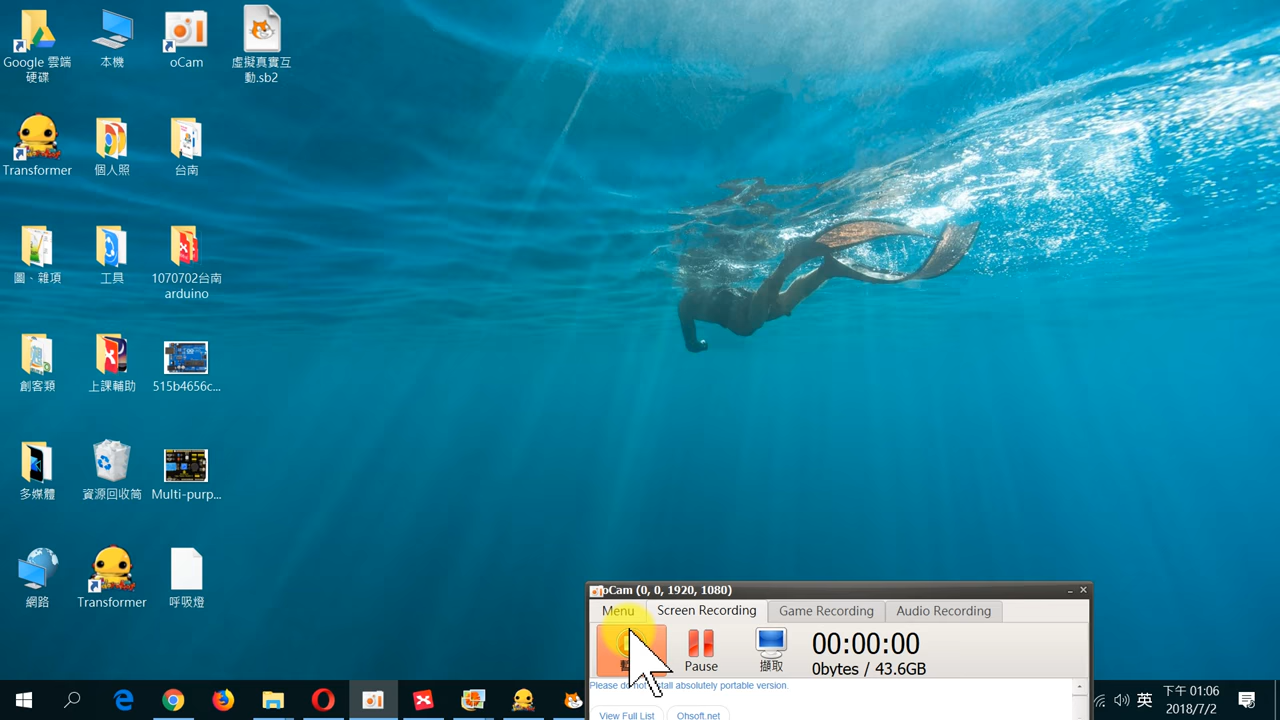 Google 雲端
硬碟
本機
oCam
虛擬真實互
動.sb2
Transformer
個人照
台南
圖、雜項
工具
1070702台南
arduino
創客類
上課輔助
515b4656c...
多媒體
資源回收筒
Multi-purp...
網路
Transformer
呼吸燈
oCam (0, 0, 1920, 1080)
Menu
Screen Recording
Game Recording
Audio Recording
Pause
擷取
00:00:00
0bytes / 43.6GB
Please do not install absolutely portable version.
View Full List
Ohsoft.net
英
下午 01:06
2018/7/2